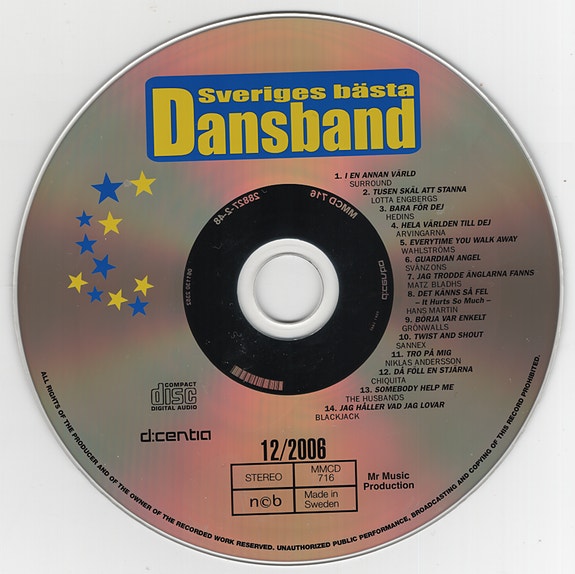 Sveriges bästa
Dansband
1. I EN ANNAN VÄRLD
SURROUND
2. TUSEN SKÄL ATT STANNA
LOTTA ENGBERGS
3. BARA FÖR DEJ
HEDINS
4. HELA VÄRLDEN TILL DEJ
ARVINGARNA
5. EVERYTIME YOU WALK AWAY
WAHLSTRÖMS
6. GUARDIAN ANGEL
SVÄNZONS
7. JAG TRODDE ÄNGLARNA FANNS
MATZ BLADHS
8. DET KÄNNS SÅ FEL
– It Hurts So Much –
HANS MARTIN
9. BÖRJA VAR ENKELT
GRÖNWALLS
10. TWIST AND SHOUT
SANNEX
11. TRO PÅ MIG
NIKLAS ANDERSSON
12. DÅ FÖLL EN STJÄRNA
CHIQUITA
13. SOMEBODY HELP ME
THE HUSBANDS
14. JAG HÅLLER VAD JAG LOVAR
BLACKJACK
MMCD 716
28827-2-48
COMPACT
disc
DIGITAL AUDIO
d:centia
12/2006
STEREO
MMCD
716
n©b
Made in
Sweden
Mr Music
Production
ALL RIGHTS OF THE PRODUCER AND OF THE OWNER OF THE RECORDED WORK RESERVED. UNAUTHORIZED PUBLIC PERFORMANCE, BROADCASTING AND COPYING OF THIS RECORD PROHIBITED.